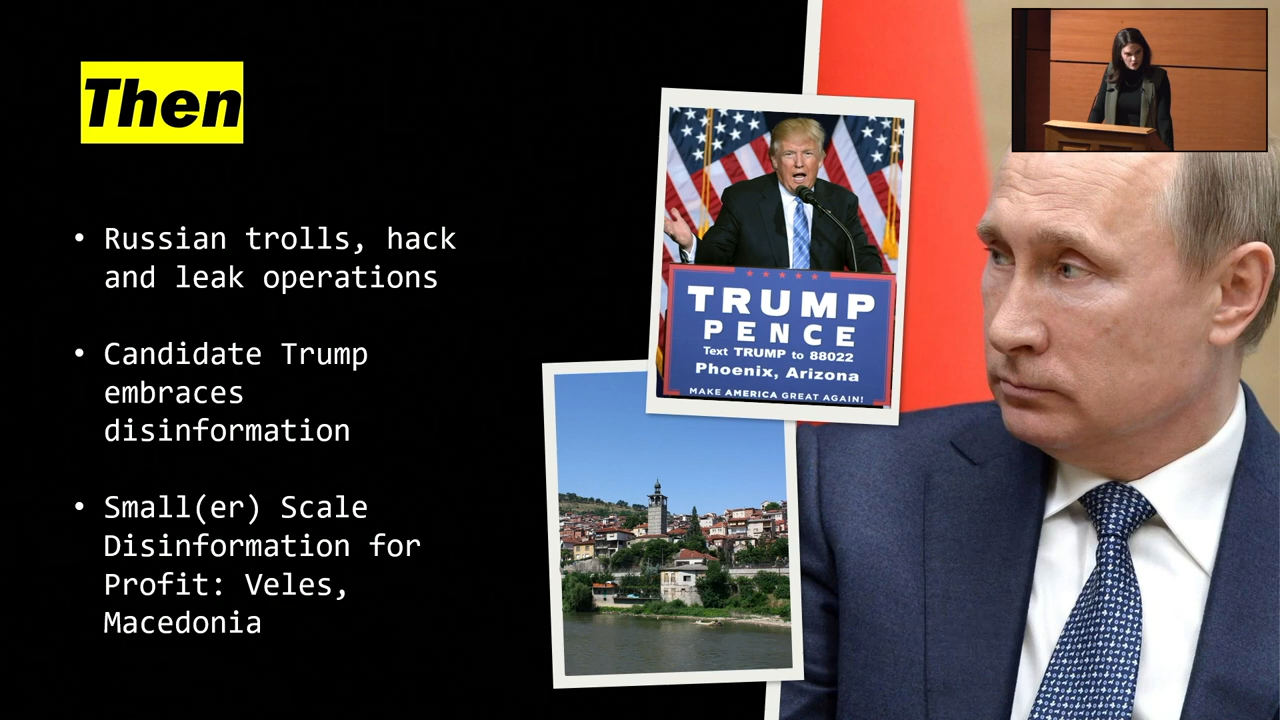 Then
• Russian trolls, hack
and leak operations
• Candidate Trump
embraces
disinformation
• Small(er) Scale
Disinformation for
Profit: Veles,
Macedonia
TRUMP
PENCE
Text TRUMP to 88022
Phoenix, Arizona
MAKE AMERICA GREAT AGAIN!